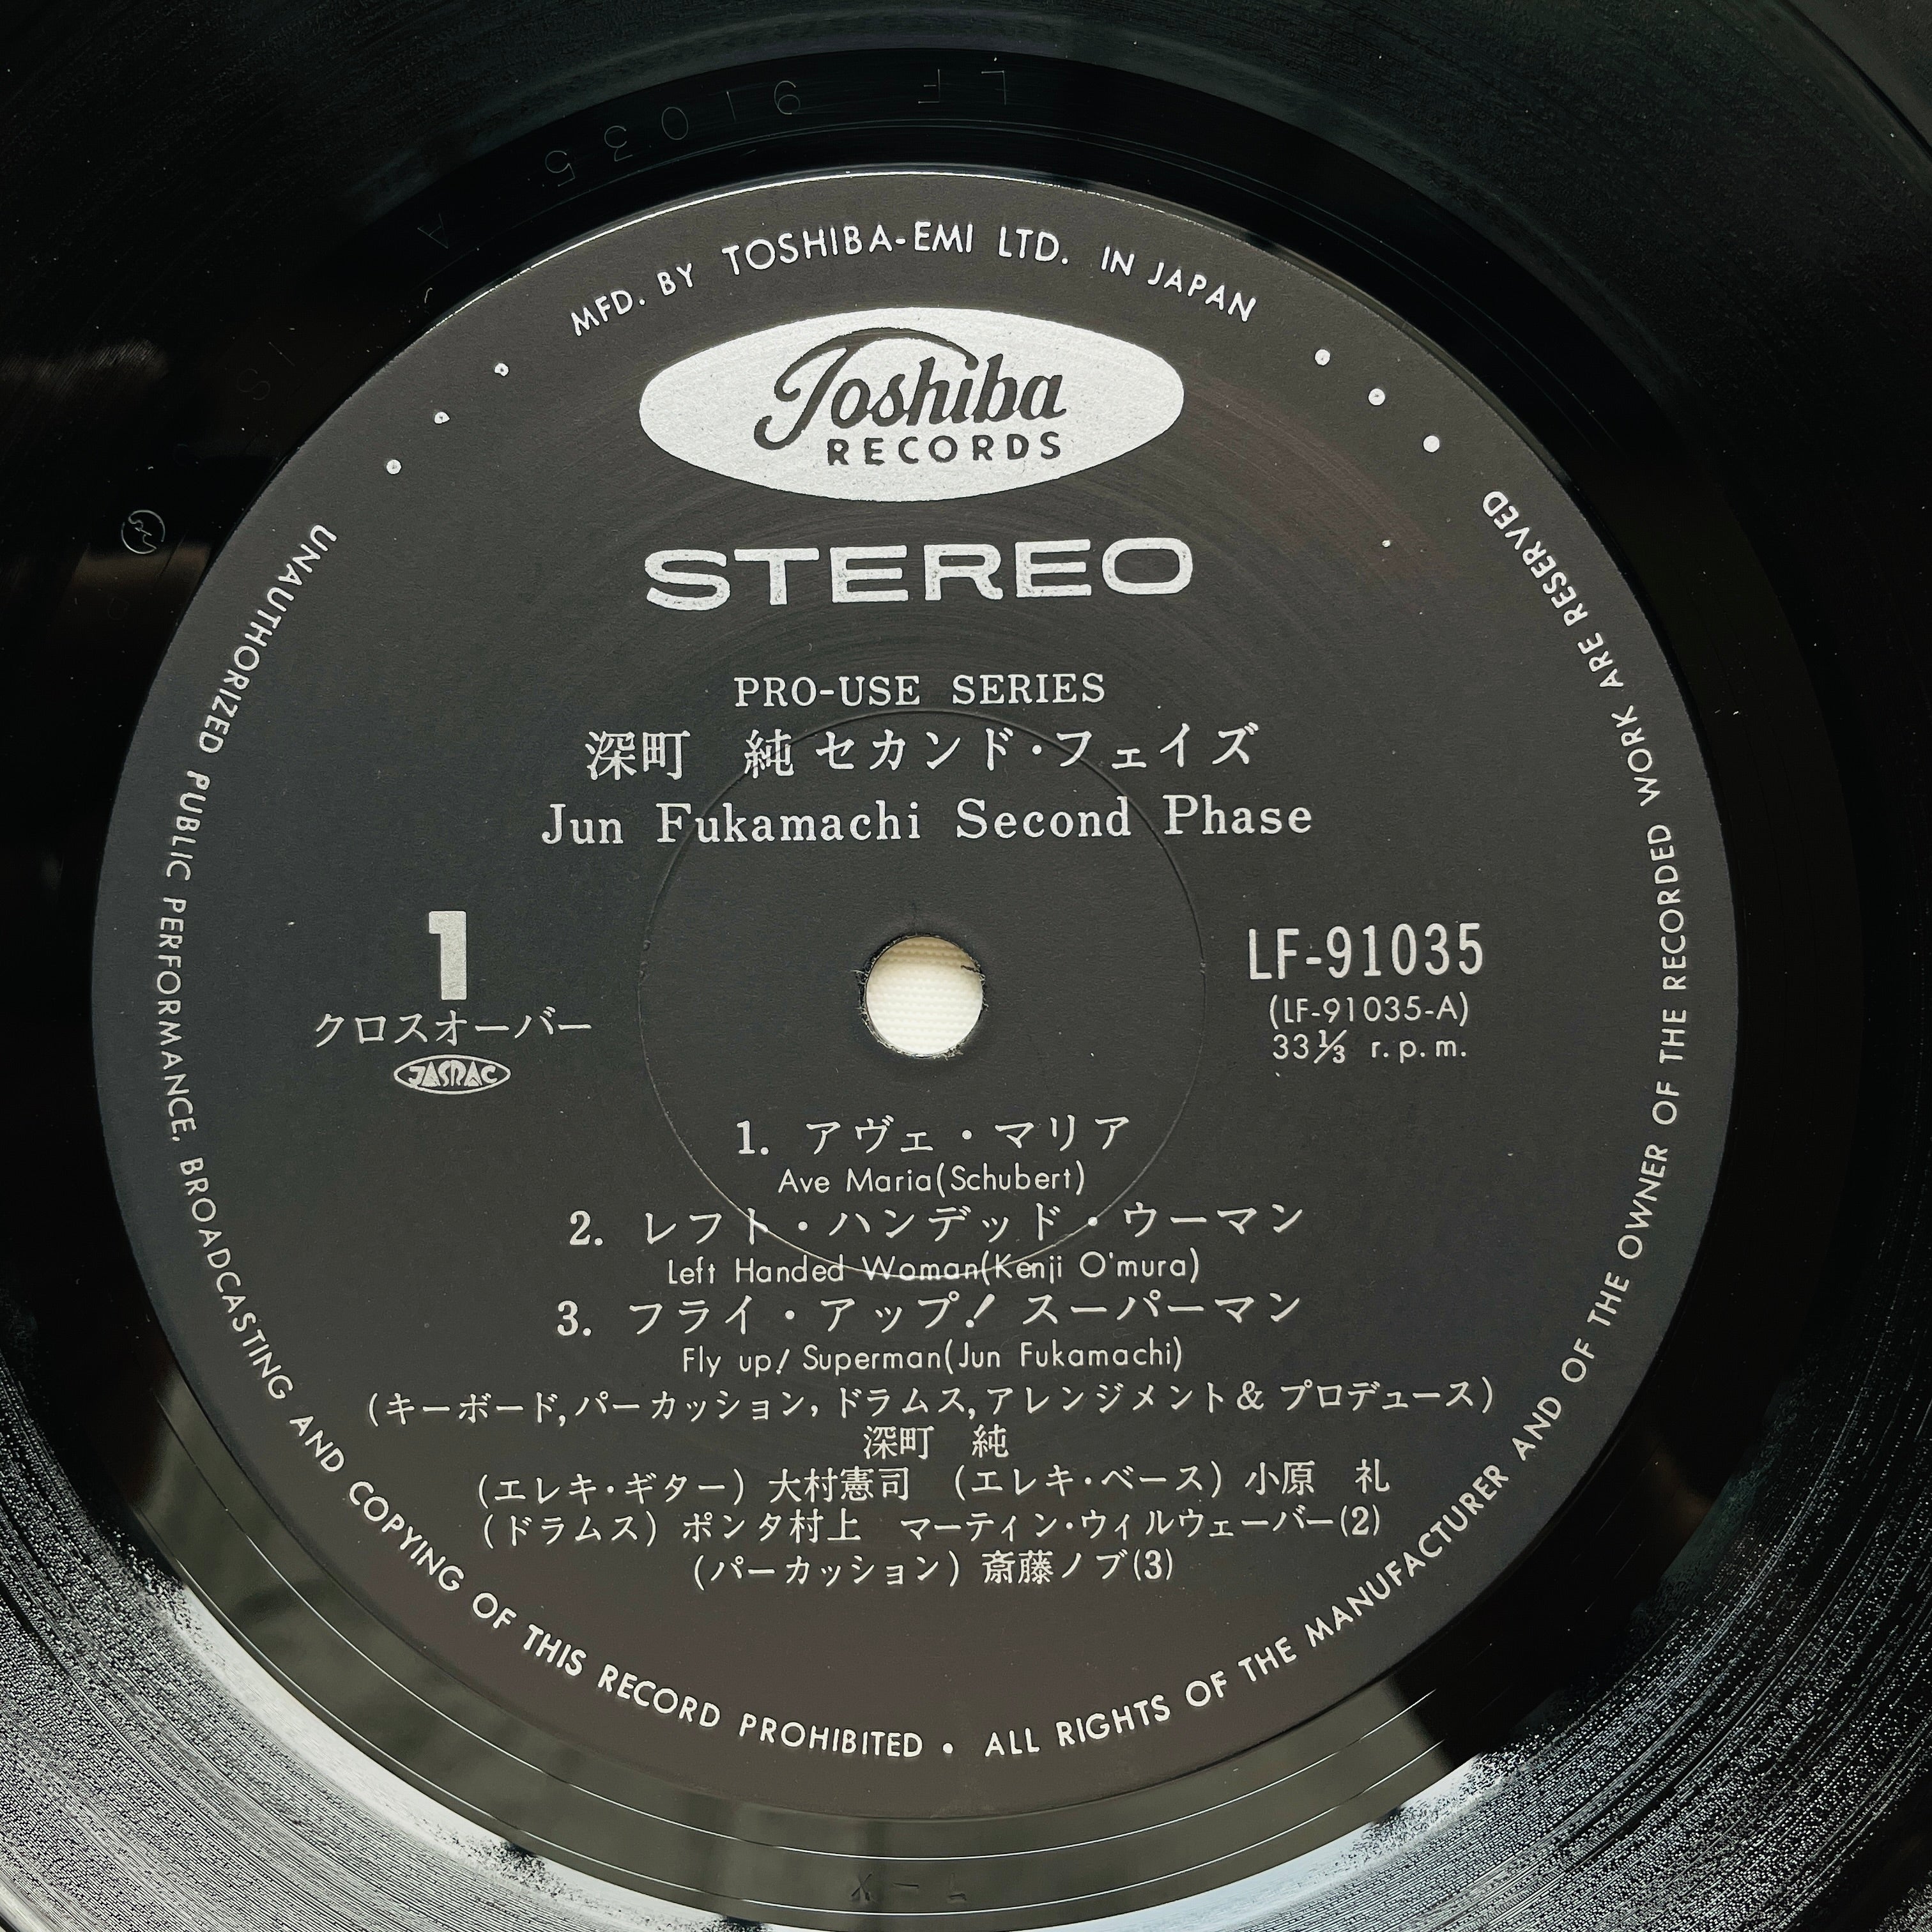 LF 91035 A
MFD. BY TOSHIBA-EMI LTD. IN JAPAN
Toshiba
RECORDS
STEREO
PRO-USE SERIES
深町 純 セカンド・フェイズ
Jun Fukamachi Second Phase
1
クロスオーバー
JASRAC
LF-91035
(LF-91035-A)
33⅓ r.p.m.
1. アヴェ・マリア
Ave Maria(Schubert)
2. レフト・ハンデッド・ウーマン
Left Handed Woman(Kenji O'mura)
3. フライ・アップ! スーパーマン
Fly up! Superman(Jun Fukamachi)
(キーボード,パーカッション,ドラムス,アレンジメント& プロデュース)
深町 純
(エレキ・ギター) 大村憲司 (エレキ・ベース) 小原 礼
(ドラムス) ポンタ村上 マーティン・ウィルウェーバー(2)
(パーカッション) 斎藤ノブ(3)
UNAUTHORIZED PUBLIC PERFORMANCE, BROADCASTING AND COPYING OF THIS RECORD PROHIBITED • ALL RIGHTS OF THE MANUFACTURER AND OF THE OWNER OF THE RECORDED WORK ARE RESERVED